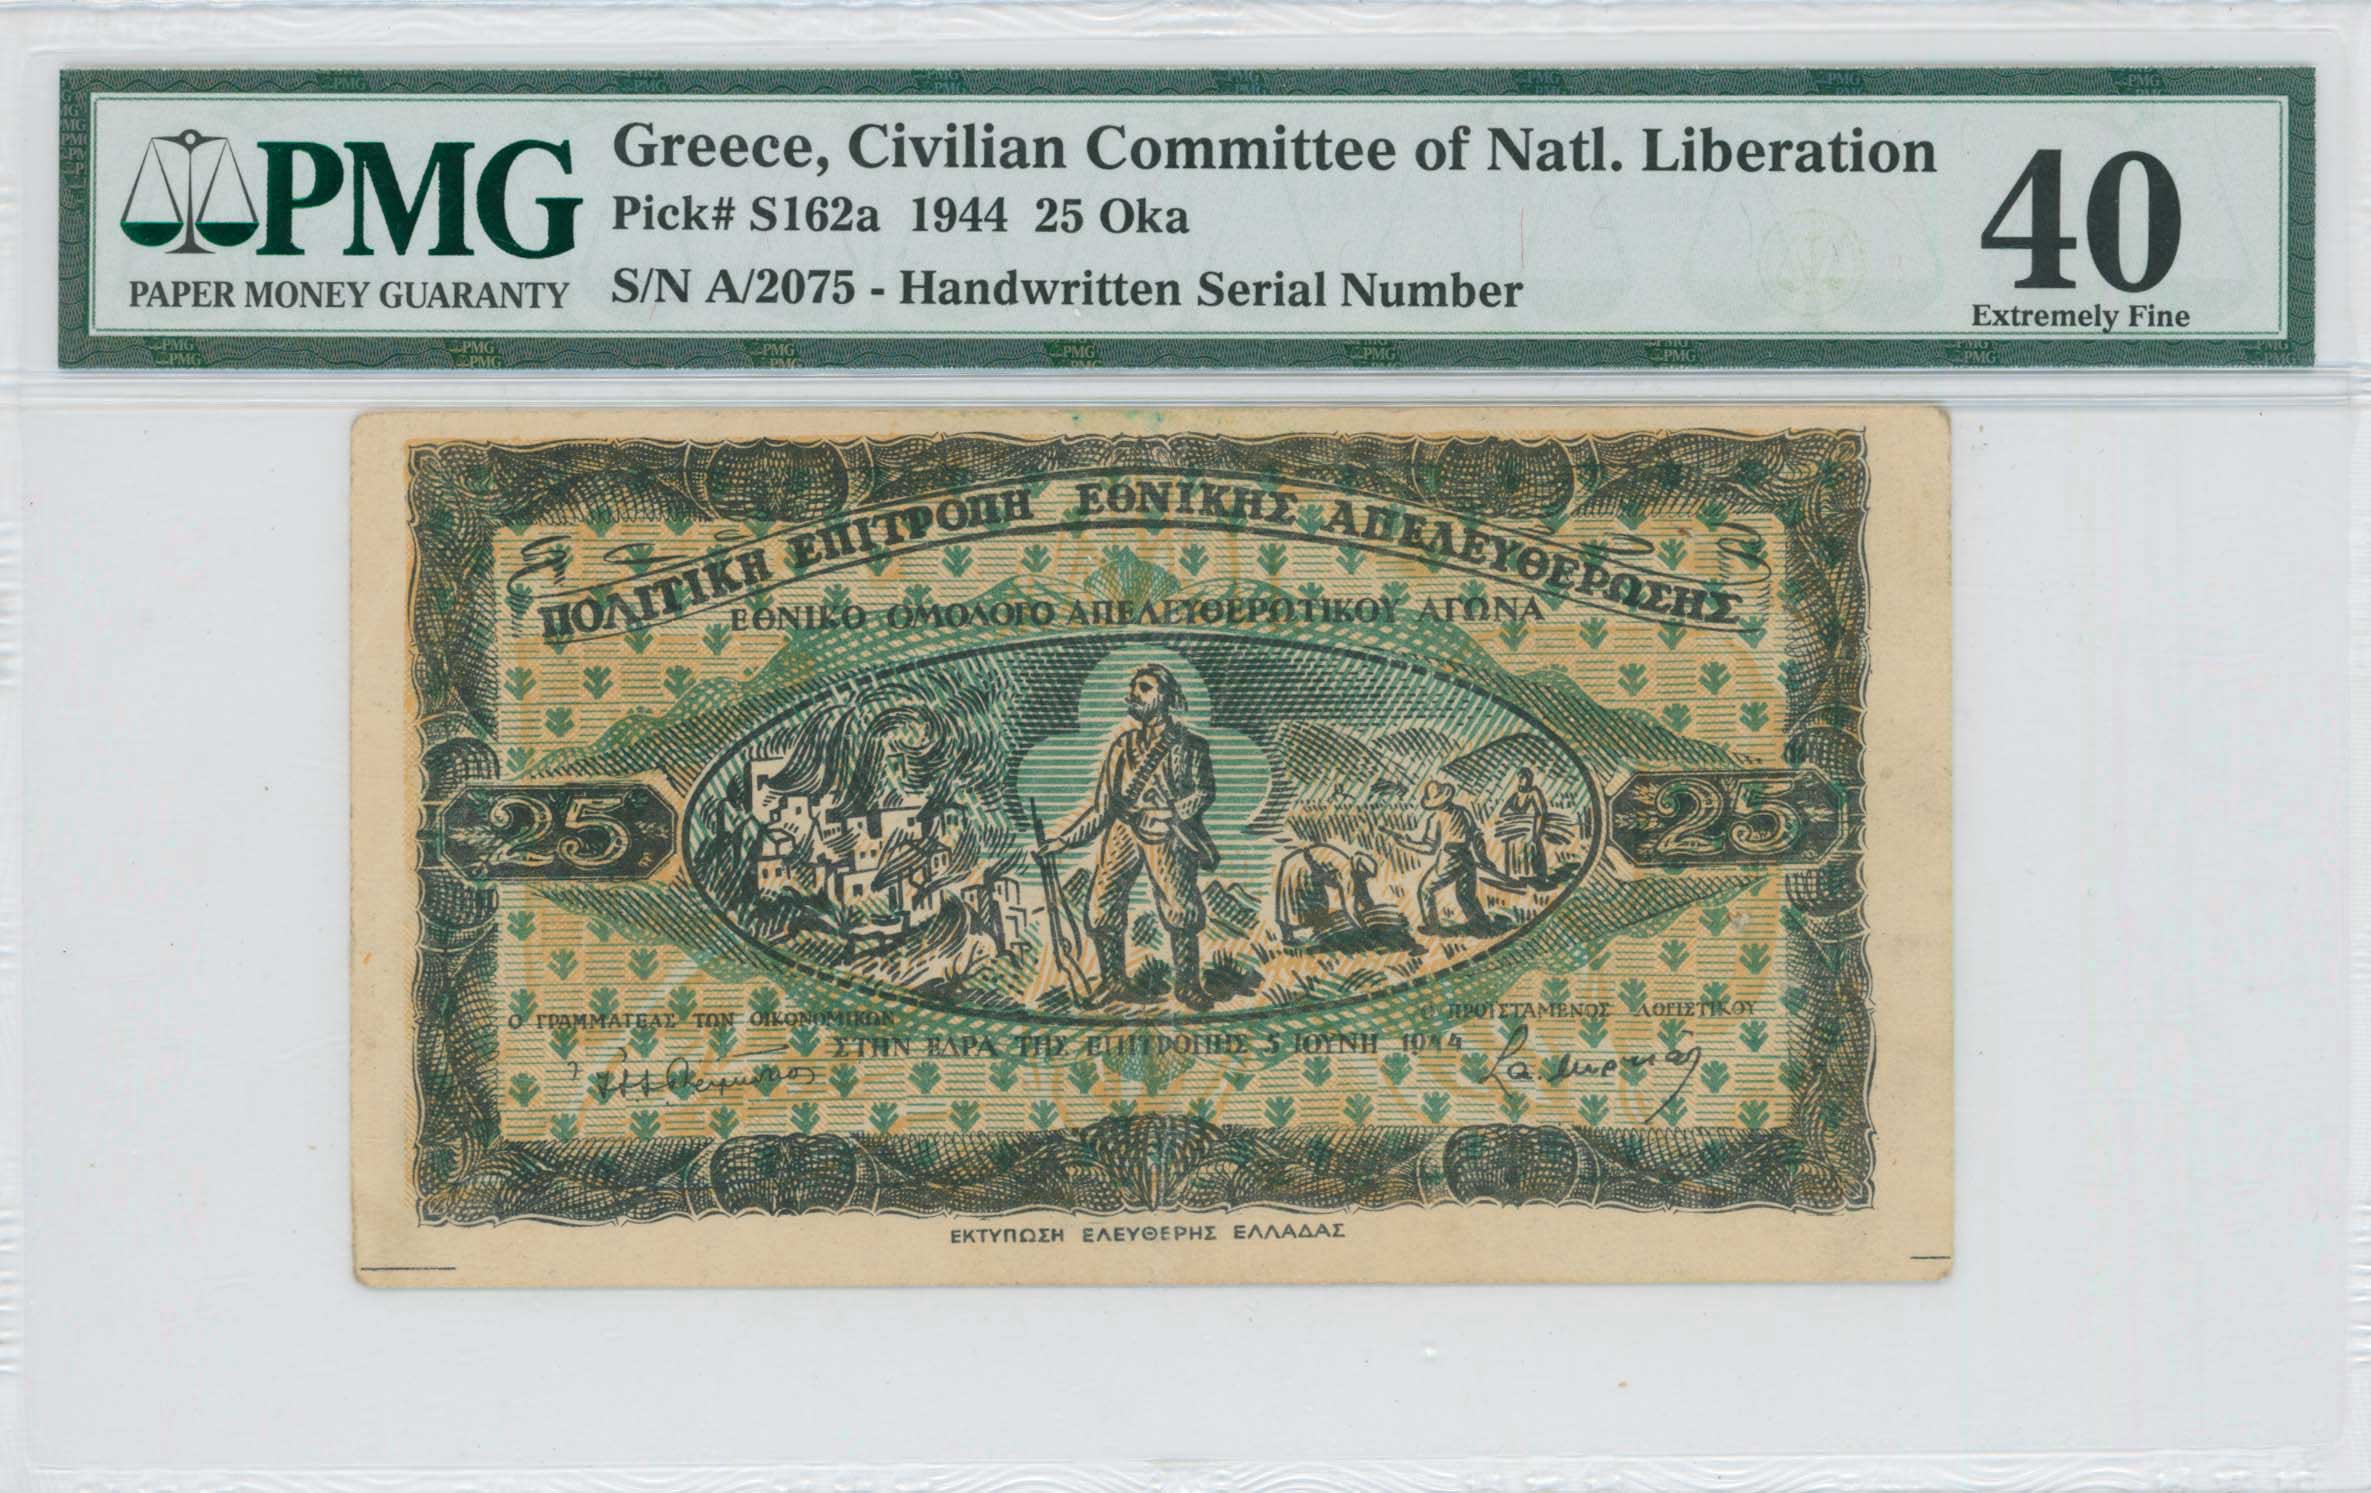 PMG
PAPER MONEY GUARANTY
Greece, Civilian Committee of Natl. Liberation
Pick# S162a 1944 25 Oka
S/N A/2075 - Handwritten Serial Number
40
Extremely Fine
ΠΟΛΙΤΙΚΗ ΕΠΙΤΡΟΠΗ ΕΘΝΙΚΗΣ ΑΠΕΛΕΥΘΕΡΩΣΗΣ
ΕΘΝΙΚΟ ΟΜΟΛΟΓΟ ΑΠΕΛΕΥΘΕΡΩΤΙΚΟΥ ΑΓΩΝΑ
25 25
Ο ΓΡΑΜΜΑΤΕΑΣ ΤΩΝ ΟΙΚΟΝΟΜΙΚΩΝ
Ο ΠΡΟΪΣΤΑΜΕΝΟΣ ΛΟΓΙΣΤΙΚΟΥ
ΣΤΗΝ ΕΔΡΑ ΤΗΣ ΕΠΙΤΡΟΠΗΣ 5 ΙΟΥΝΗ 1944
ΕΚΤΥΠΩΣΗ ΕΛΕΥΘΕΡΗΣ ΕΛΛΑΔΑΣ